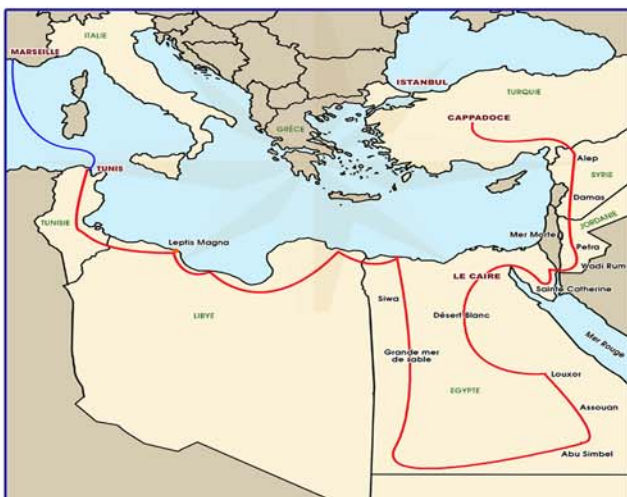 ITALIE
MARSEILLE
ISTANBUL
TURQUIE
CAPPADOCE
GRÈCE
Alep
TUNIS
SYRIE
Damas
JORDANIE
TUNISIE
Mer Morte
Leptis Magna
Petra
Wadi Rum
LE CAIRE
Sainte Catherine
Siwa
Désert Blanc
LIBYE
Mer Rouge
Grande mer
de sable
Louxor
EGYPTE
Assouan
Abu Simbel